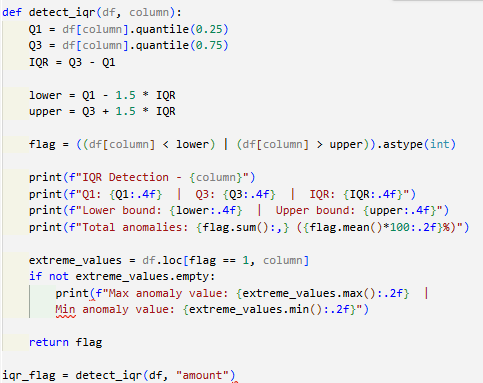 def detect_iqr(df, column):
    Q1 = df[column].quantile(0.25)
    Q3 = df[column].quantile(0.75)
    IQR = Q3 - Q1

    lower = Q1 - 1.5 * IQR
    upper = Q3 + 1.5 * IQR

    flag = ((df[column] < lower) | (df[column] > upper)).astype(int)

    print(f"IQR Detection - {column}")
    print(f"Q1: {Q1:.4f}  |  Q3: {Q3:.4f}  |  IQR: {IQR:.4f}")
    print(f"Lower bound: {lower:.4f}  |  Upper bound: {upper:.4f}")
    print(f"Total anomalies: {flag.sum():,} ({flag.mean()*100:.2f}%)")

    extreme_values = df.loc[flag == 1, column]
    if not extreme_values.empty:
        print(f"Max anomaly value: {extreme_values.max():.2f}  |
        Min anomaly value: {extreme_values.min():.2f}")

    return flag

iqr_flag = detect_iqr(df, "amount")